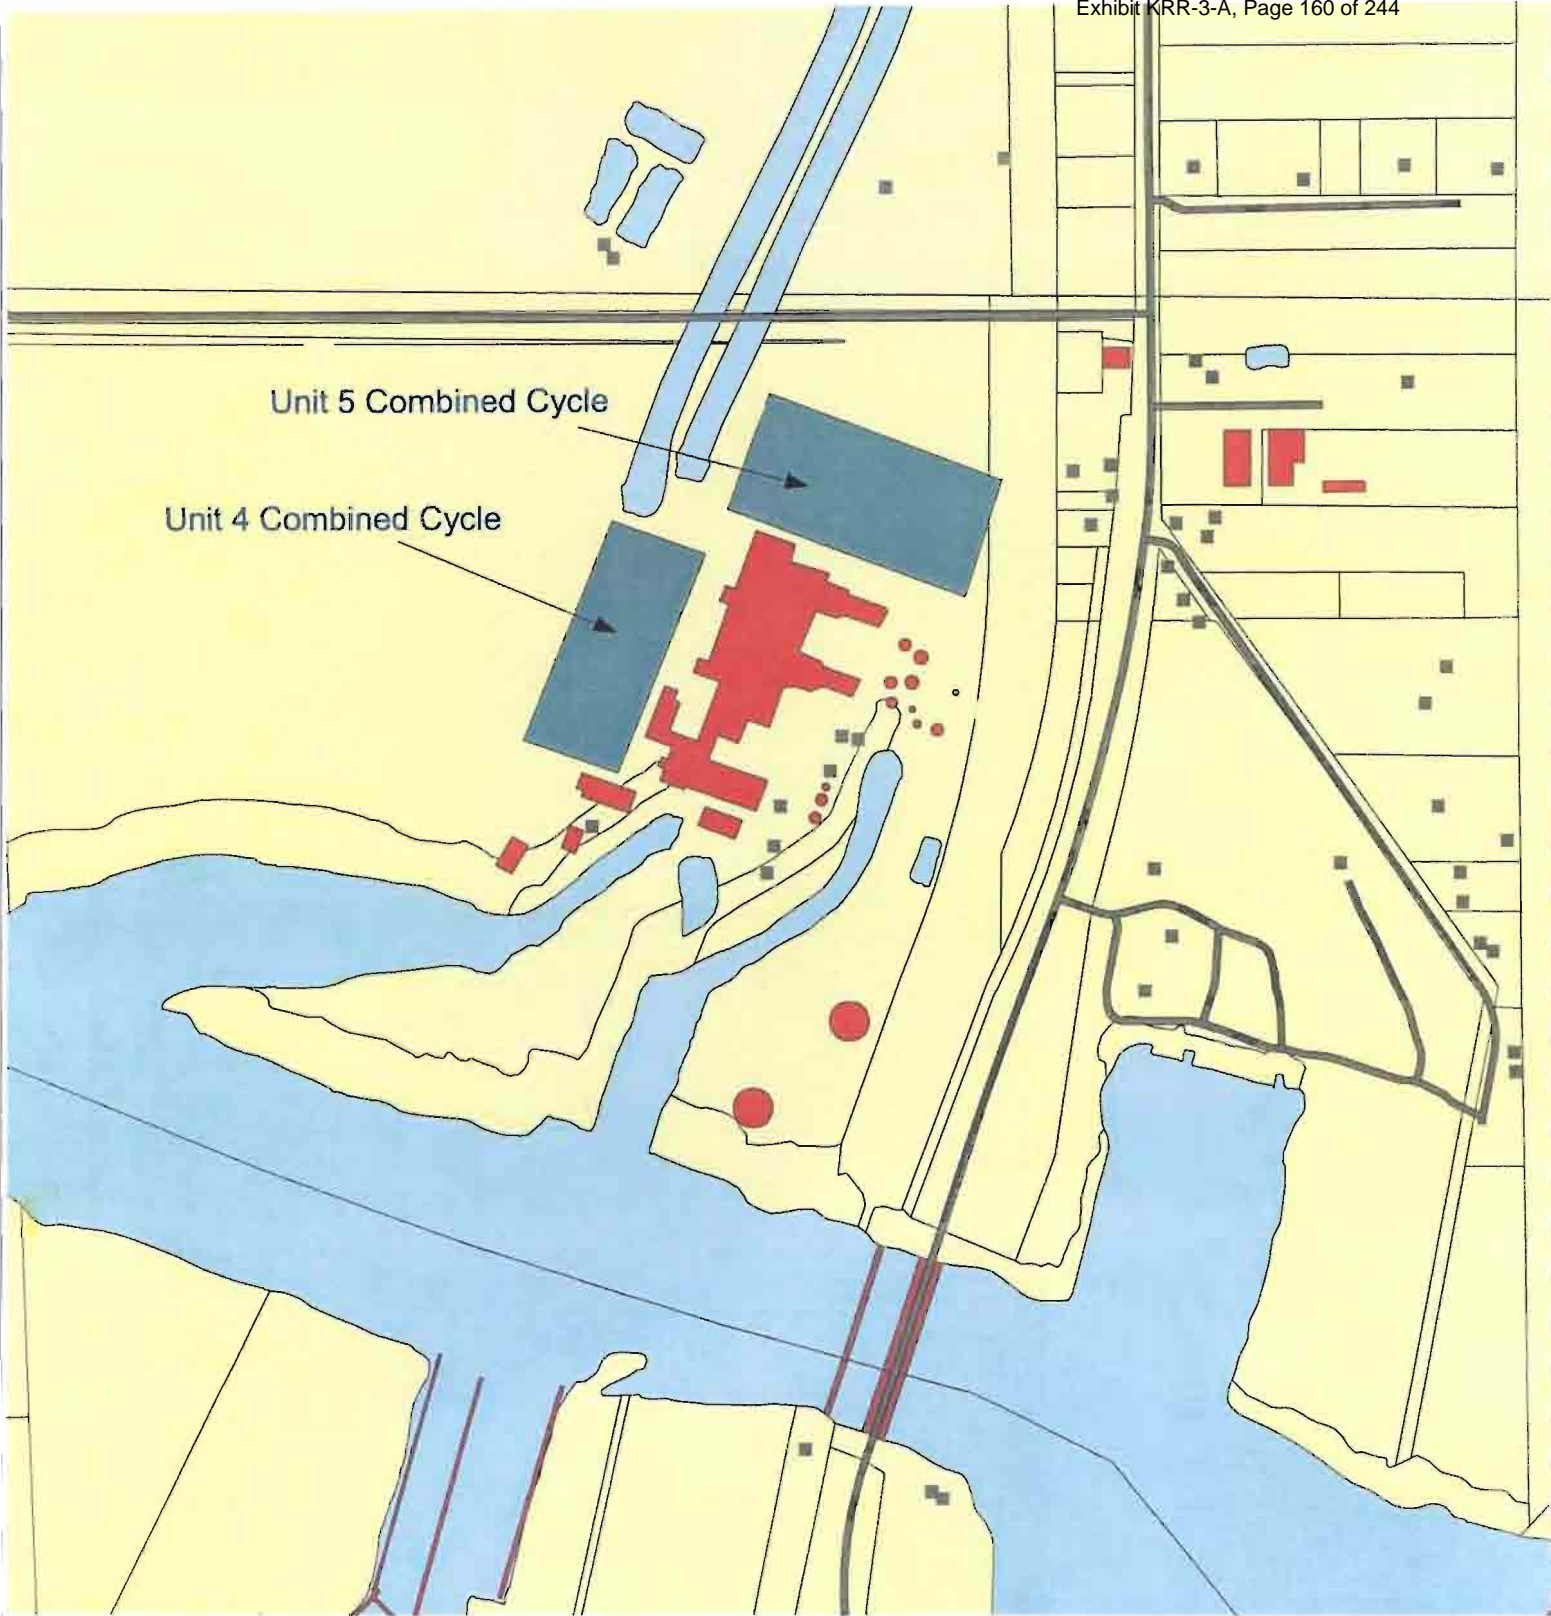 Exhibit KRR-3-A, Page 160 of 244
Unit 5 Combined Cycle
Unit 4 Combined Cycle